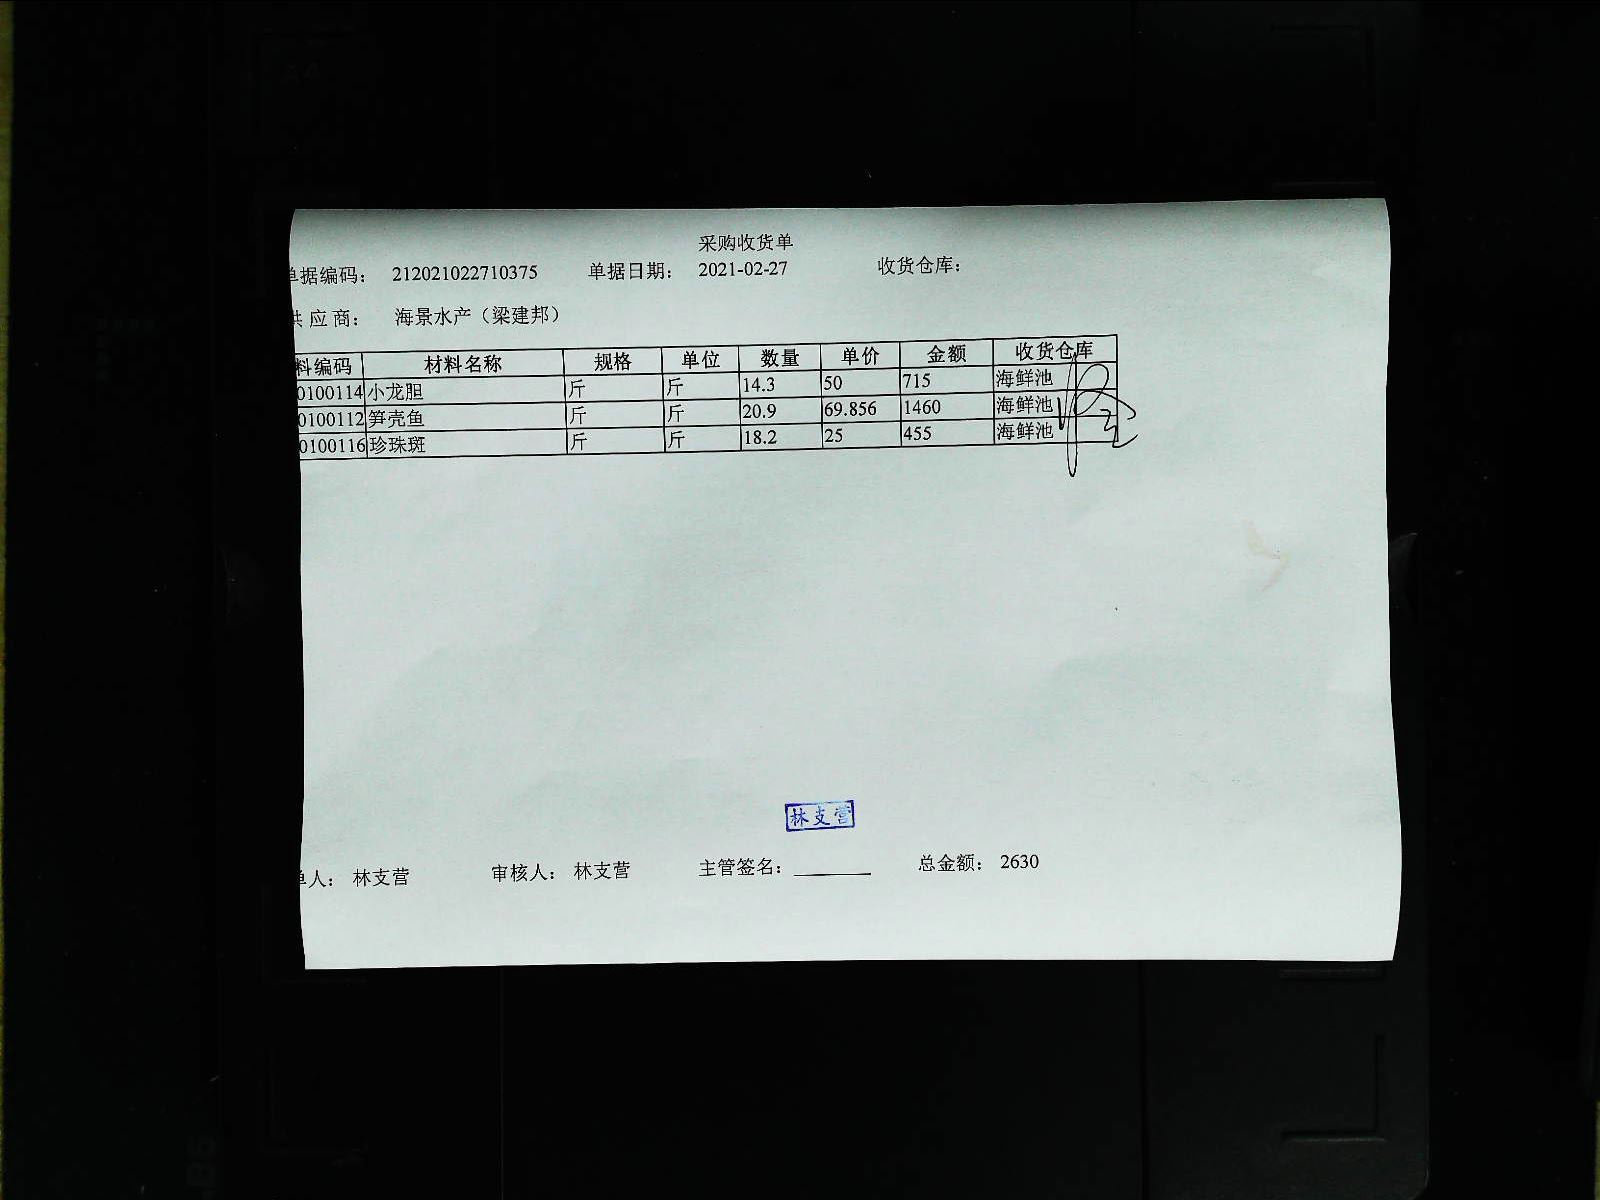 采购收货单
单据编码： 212021022710375 单据日期： 2021-02-27 收货仓库：
供应商： 海景水产（梁建邦）
料编码 材料名称 规格 单位 数量 单价 金额 收货仓库
0100114 小龙胆 斤 斤 14.3 50 715 海鲜池
0100112 笋壳鱼 斤 斤 20.9 69.856 1460 海鲜池
0100116 珍珠斑 斤 斤 18.2 25 455 海鲜池
林支营
单人： 林支营 审核人： 林支营 主管签名： 总金额： 2630